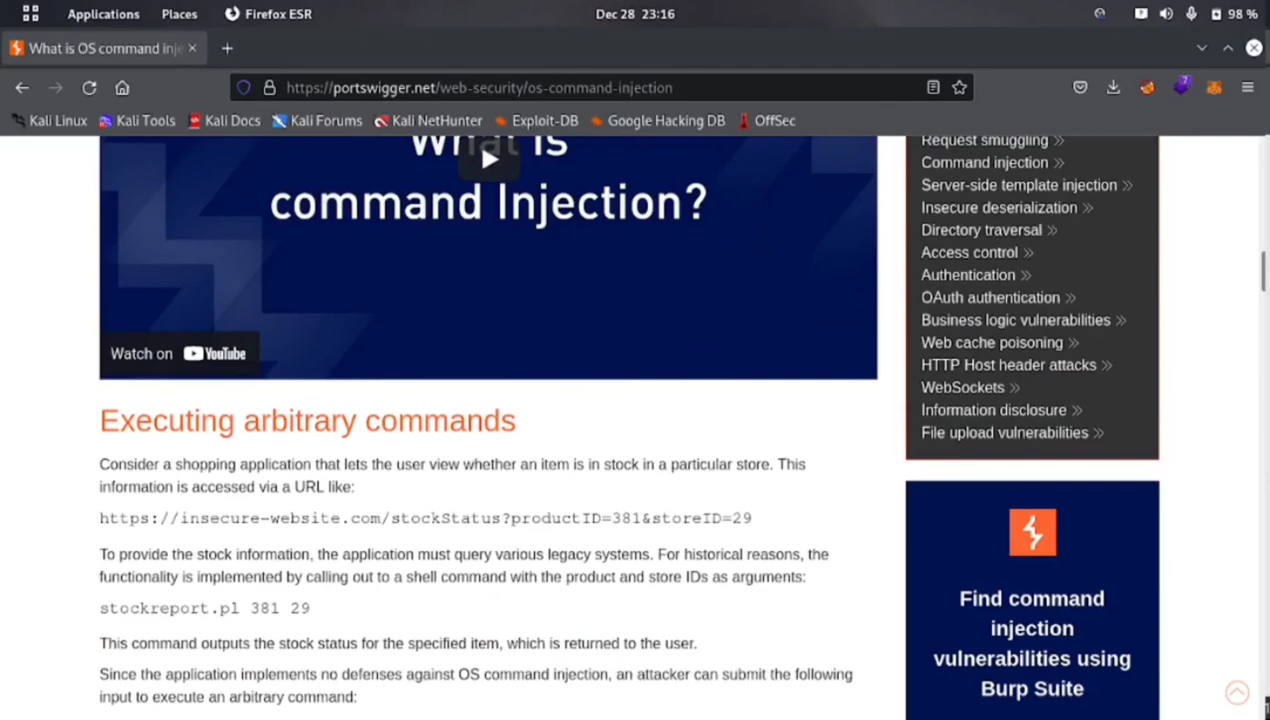 Applications Places Firefox ESR Dec 28 23:16 98 %
What is OS command inje
https://portswigger.net/web-security/os-command-injection
7
Kali Linux Kali Tools Kali Docs Kali Forums Kali NetHunter Exploit-DB Google Hacking DB OffSec
What is
command Injection?
Watch on YouTube
Executing arbitrary commands
Consider a shopping application that lets the user view whether an item is in stock in a particular store. This
information is accessed via a URL like:
https://insecure-website.com/stockStatus?productID=381&storeID=29
To provide the stock information, the application must query various legacy systems. For historical reasons, the
functionality is implemented by calling out to a shell command with the product and store IDs as arguments:
stockreport.pl 381 29
This command outputs the stock status for the specified item, which is returned to the user.
Since the application implements no defenses against OS command injection, an attacker can submit the following
input to execute an arbitrary command:
Request smuggling
Command injection
Server-side template injection
Insecure deserialization
Directory traversal
Access control
Authentication
OAuth authentication
Business logic vulnerabilities
Web cache poisoning
HTTP Host header attacks
WebSockets
Information disclosure
File upload vulnerabilities
Find command
injection
vulnerabilities using
Burp Suite